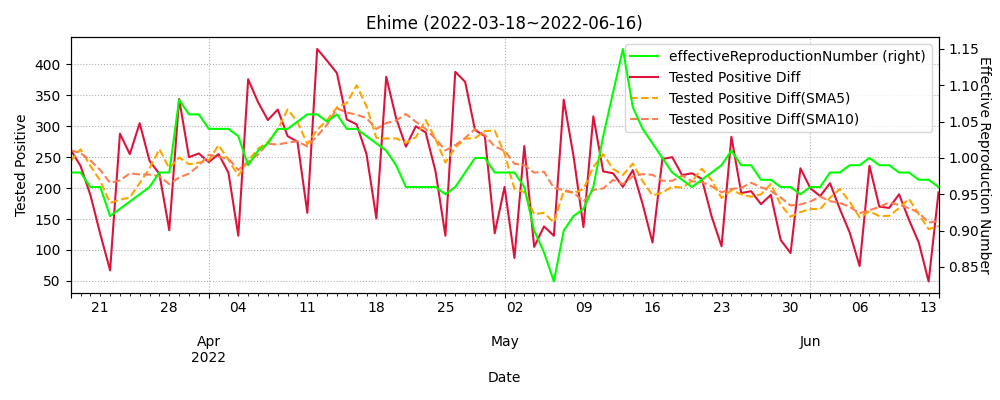 Ehime (2022-03-18~2022-06-16)
effectiveReproductionNumber (right)
Tested Positive Diff
Tested Positive Diff(SMA5)
Tested Positive Diff(SMA10)
Tested Positive
400
350
300
250
200
150
100
50
1.15
1.10
1.05
1.00
0.95
0.90
0.85
Effective Reproduction Number
21 28 04 11 18 25 02 09 16 23 30 06 13
Apr May Jun
2022
Date